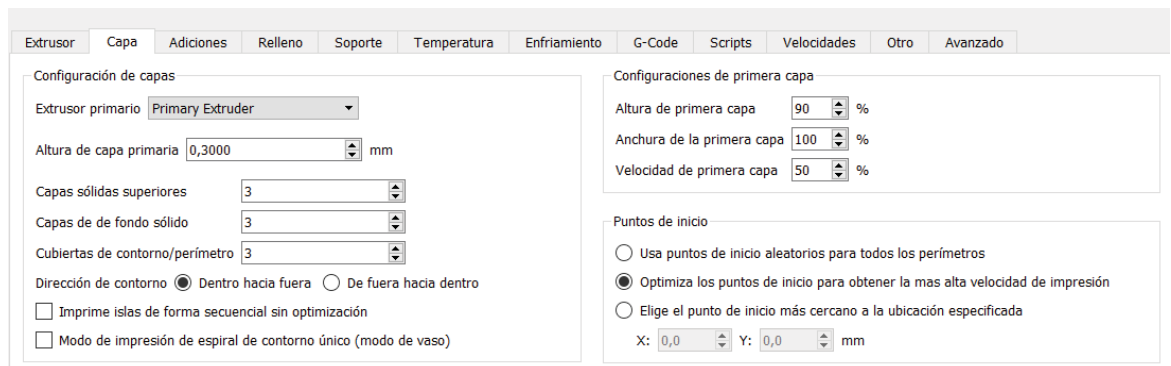 Extrusor Capa Adiciones Relleno Soporte Temperatura Enfriamiento G-Code Scripts Velocidades Otro Avanzado
Configuración de capas
Extrusor primario Primary Extruder
Altura de capa primaria 0,3000 mm
Capas sólidas superiores 3
Capas de de fondo sólido 3
Cubiertas de contorno/perímetro 3
Dirección de contorno Dentro hacia fuera De fuera hacia dentro
Imprime islas de forma secuencial sin optimización
Modo de impresión de espiral de contorno único (modo de vaso)
Configuraciones de primera capa
Altura de primera capa 90 %
Anchura de la primera capa 100 %
Velocidad de primera capa 50 %
Puntos de inicio
Usa puntos de inicio aleatorios para todos los perímetros
Optimiza los puntos de inicio para obtener la mas alta velocidad de impresión
Elige el punto de inicio más cercano a la ubicación especificada
X: 0,0 Y: 0,0 mm